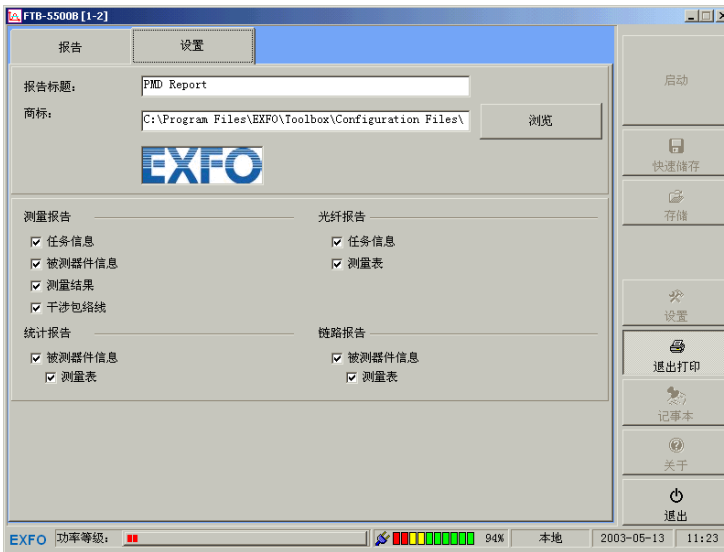 FTB-5500B [1-2]
报告
设置
报告标题：
PMD Report
商标：
C:\Program Files\EXFO\Toolbox\Configuration Files\
浏览
EXFO
测量报告
任务信息
被测器件信息
测量结果
干涉包络线
光纤报告
任务信息
测量表
统计报告
被测器件信息
测量表
链路报告
被测器件信息
测量表
启动
快速储存
存储
设置
退出打印
记事本
关于
退出
EXFO 功率等级： 94% 本地 2003-05-13 11:23